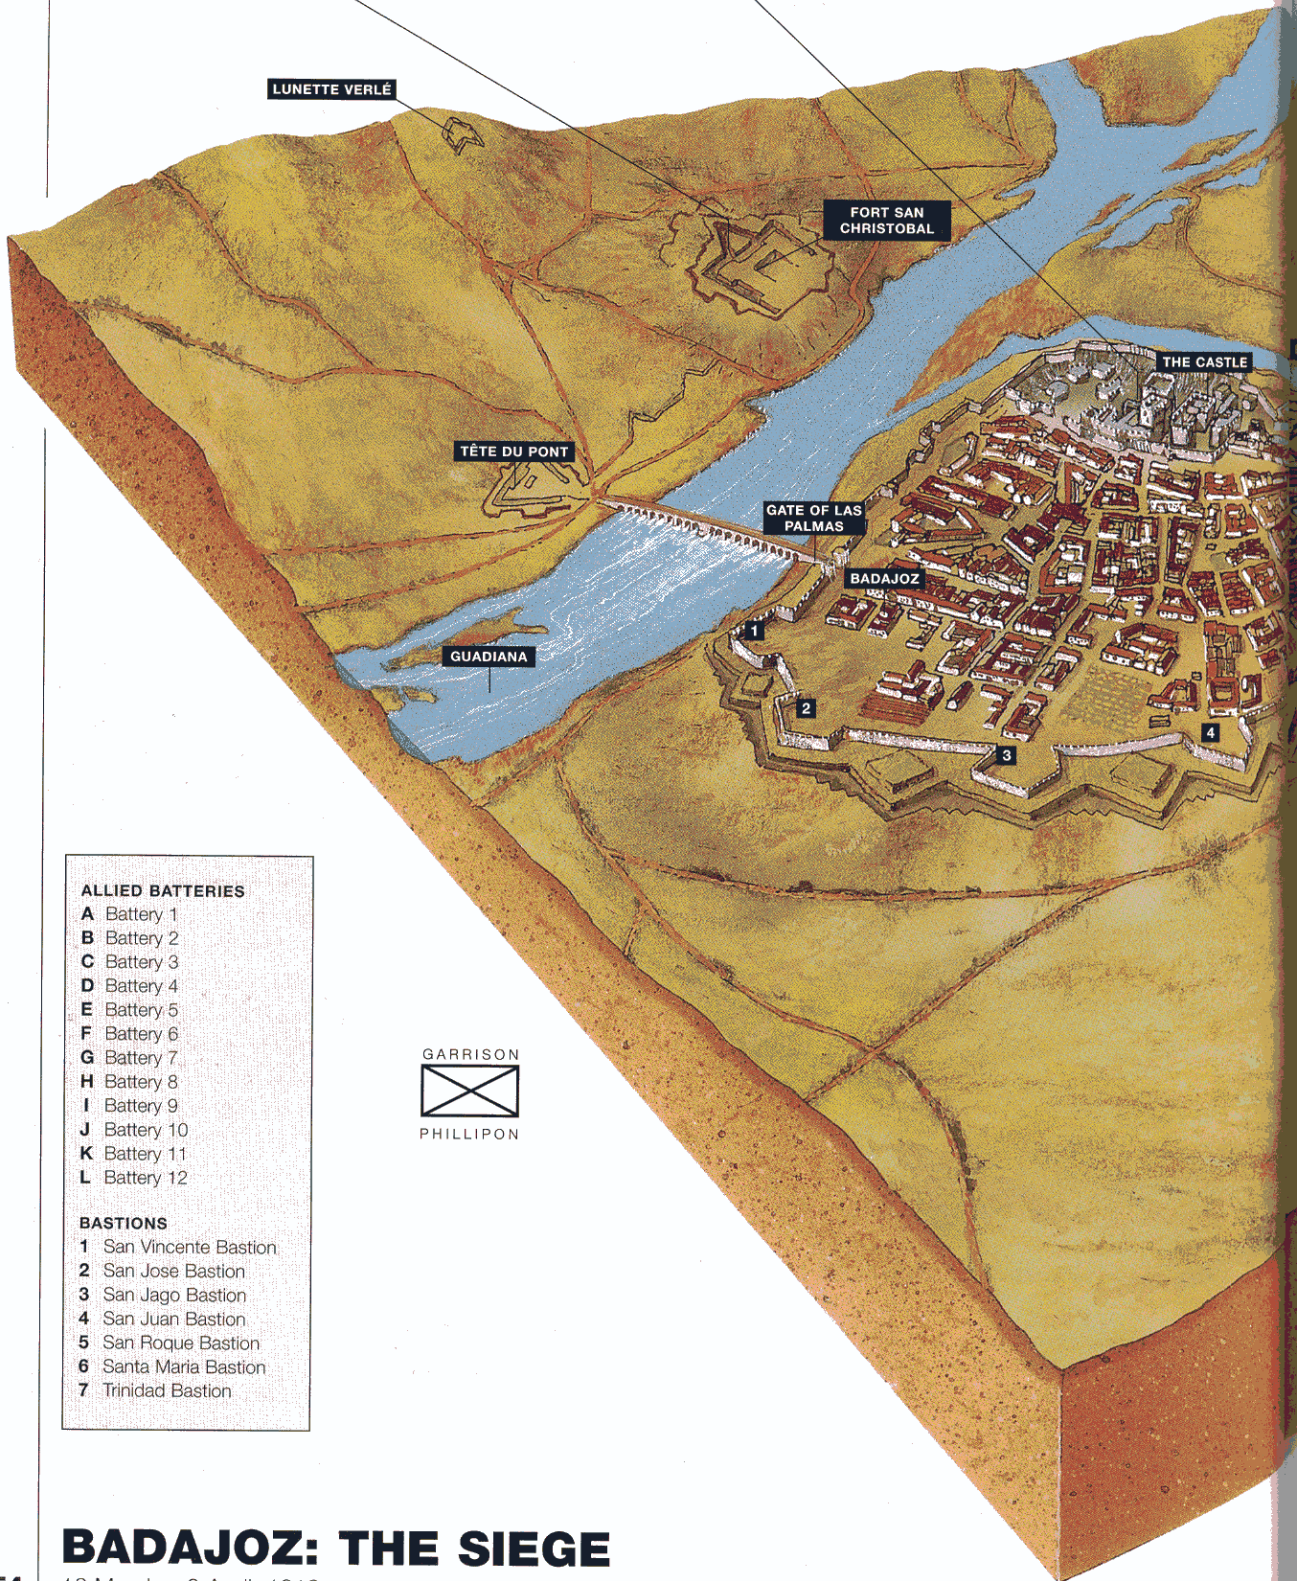 LUNETTE VERLÉ
FORT SAN
CHRISTOBAL
THE CASTLE
TÊTE DU PONT
GATE OF LAS
PALMAS
BADAJOZ
1
GUADIANA
2
4
3
ALLIED BATTERIES
A Battery 1
B Battery 2
C Battery 3
D Battery 4
E Battery 5
F Battery 6
G Battery 7
H Battery 8
I Battery 9
J Battery 10
K Battery 11
L Battery 12
GARRISON
PHILLIPON
BASTIONS
1 San Vincente Bastion
2 San Jose Bastion
3 San Jago Bastion
4 San Juan Bastion
5 San Roque Bastion
6 Santa Maria Bastion
7 Trinidad Bastion
BADAJOZ: THE SIEGE